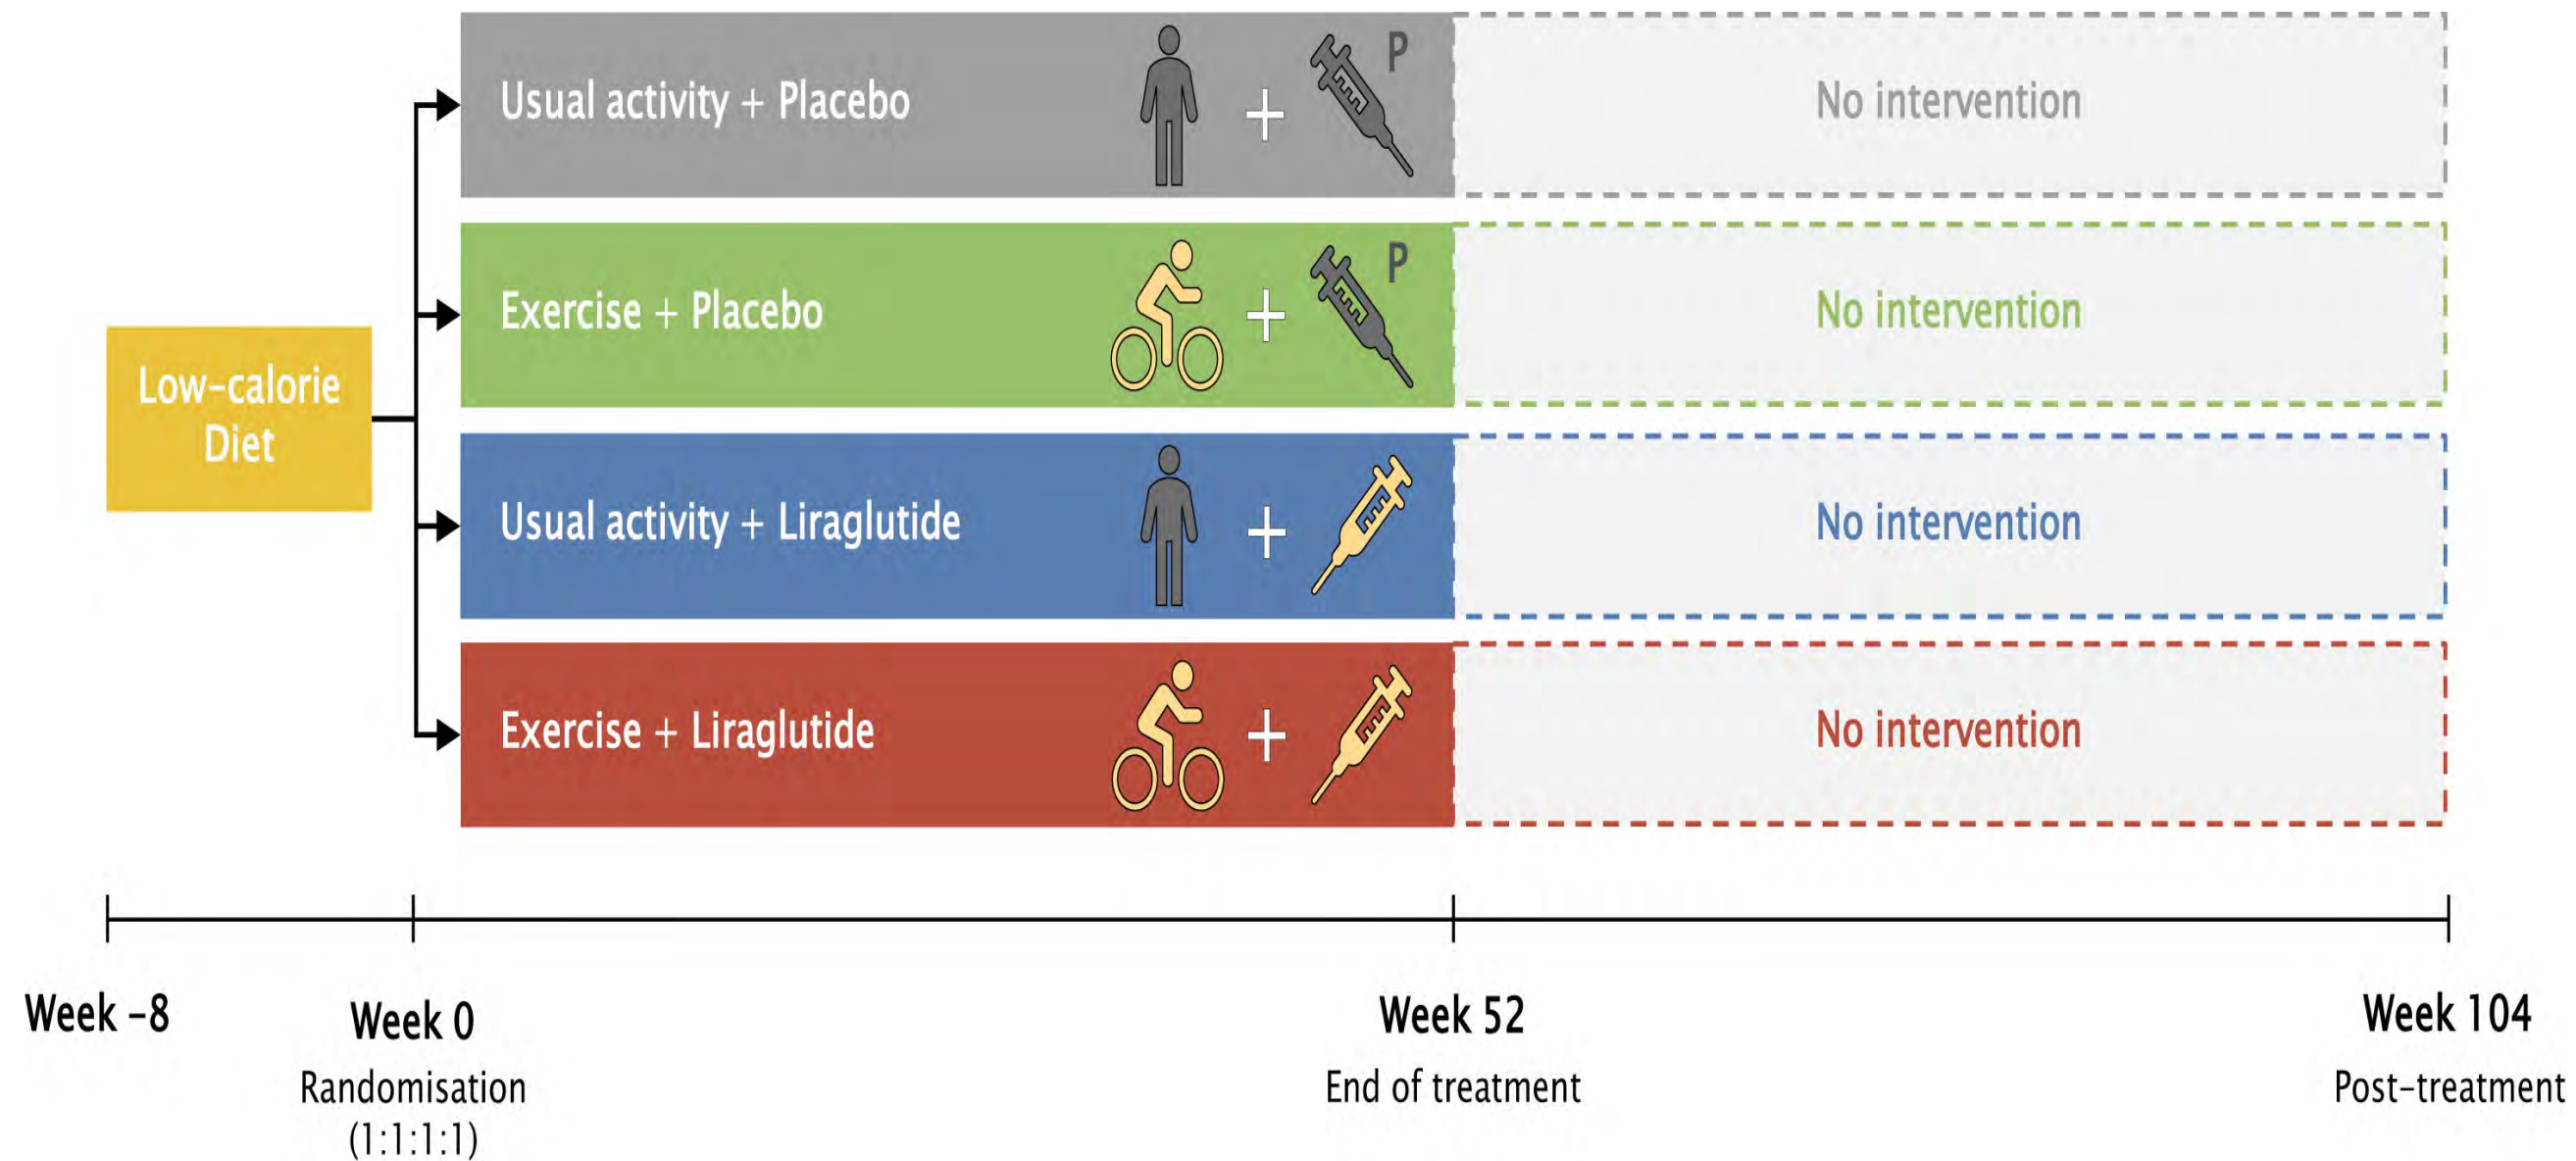 Usual activity + Placebo
P
No intervention
Exercise + Placebo
P
No intervention
Low-calorie
Diet
Usual activity + Liraglutide
No intervention
Exercise + Liraglutide
No intervention
Week -8
Week 0
Randomisation
(1:1:1:1)
Week 52
End of treatment
Week 104
Post-treatment